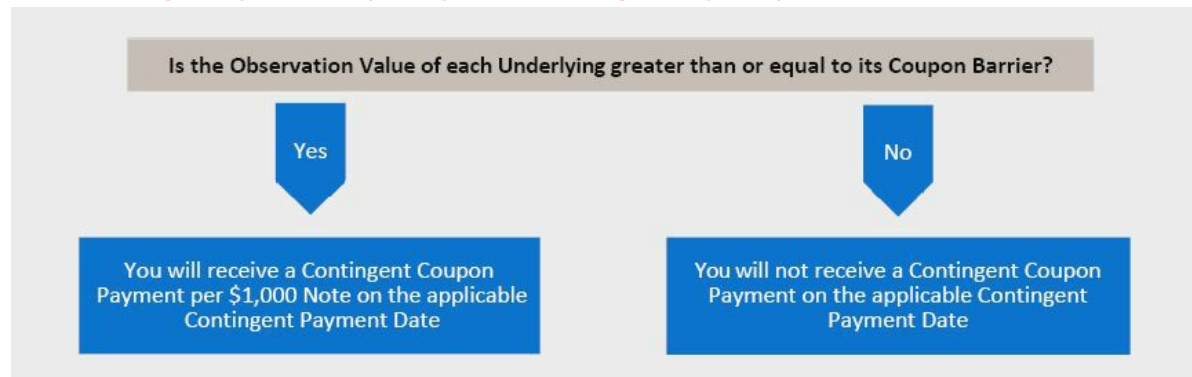 Is the Observation Value of each Underlying greater than or equal to its Coupon Barrier?
Yes
No
You will receive a Contingent Coupon
Payment per $1,000 Note on the applicable
Contingent Payment Date
You will not receive a Contingent Coupon
Payment on the applicable Contingent
Payment Date